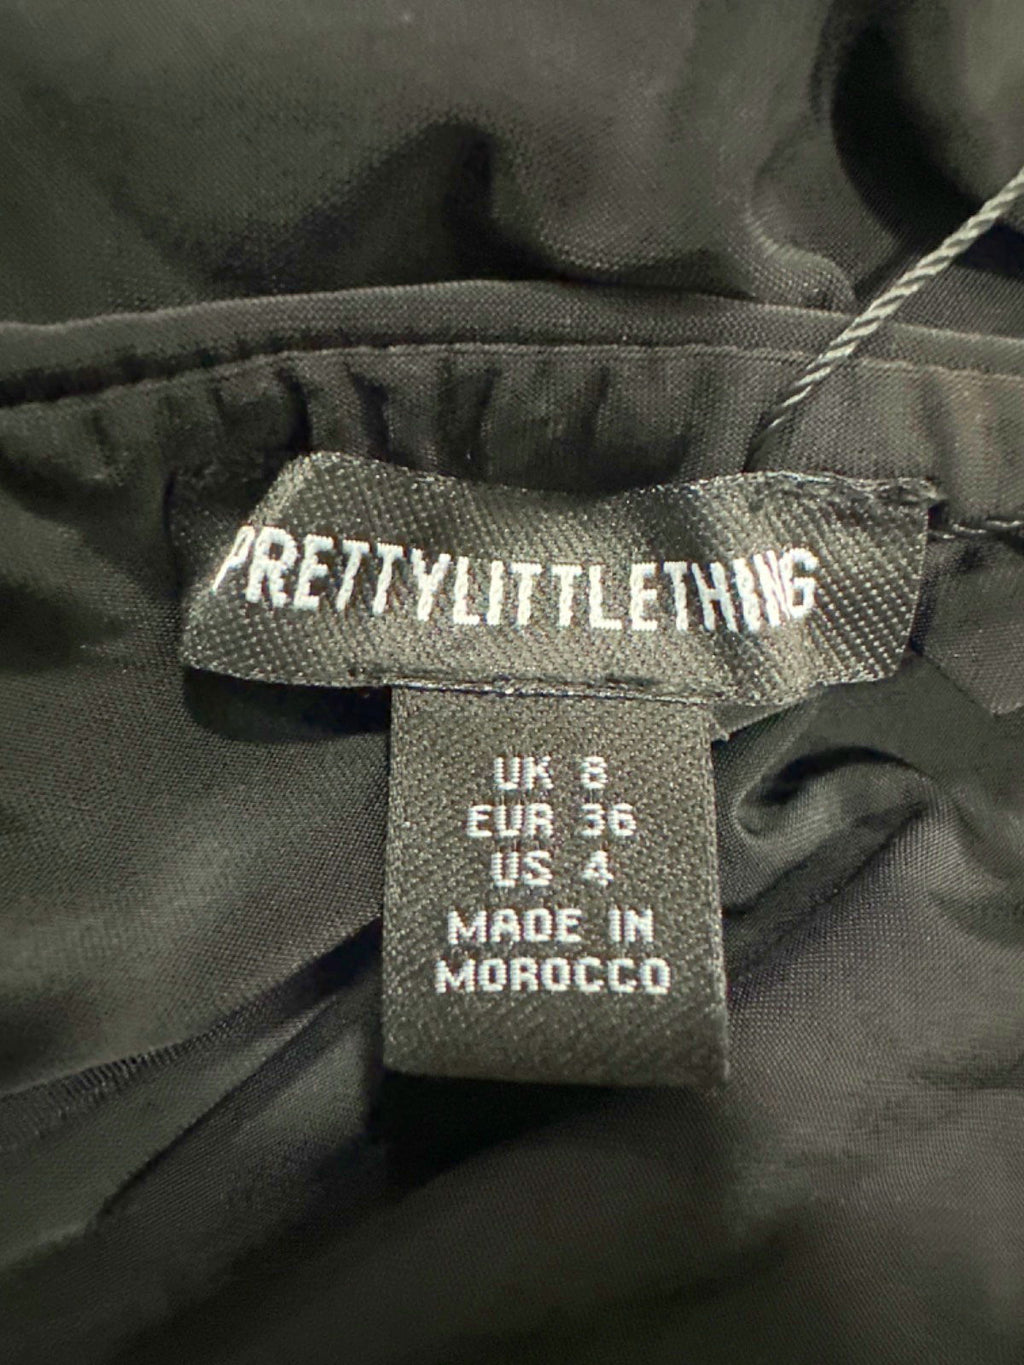 PRETTYLITTLETHING
UK 8
EUR 36
US 4
MADE IN
MOROCCO